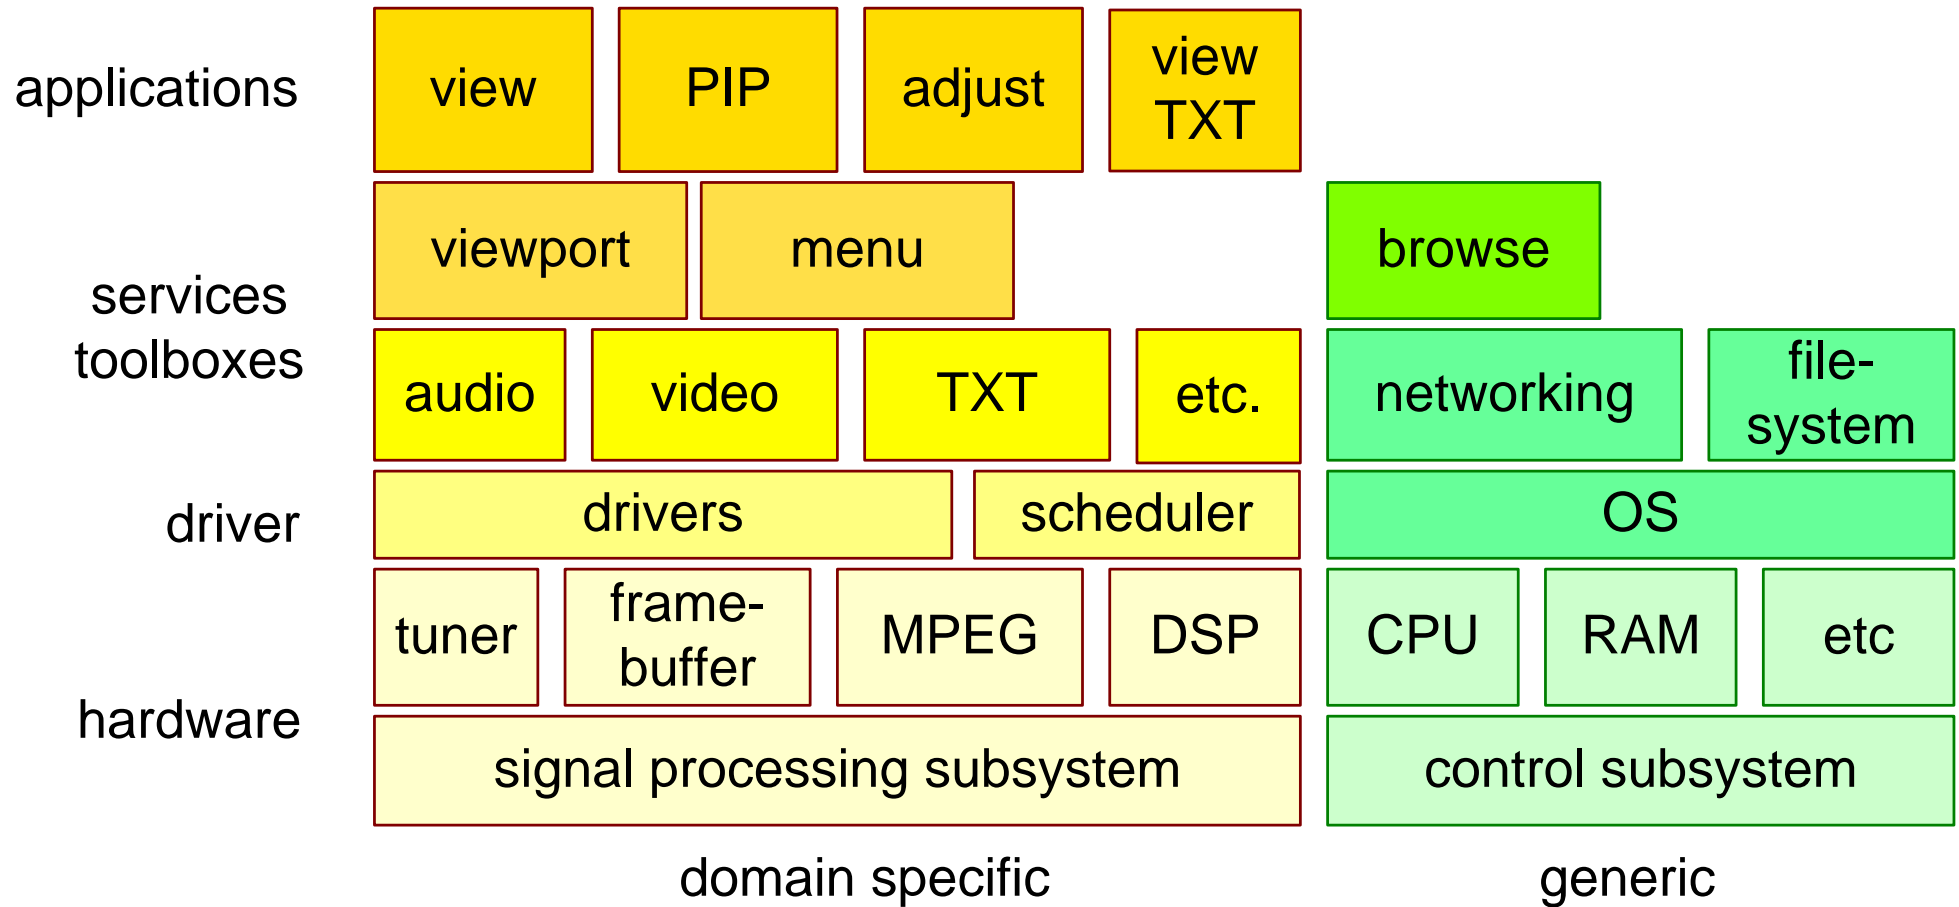 applications
view
PIP
adjust
view
TXT
services
toolboxes
viewport
menu
browse
audio
video
TXT
etc.
networking
file-
system
driver
drivers
scheduler
OS
hardware
tuner
frame-
buffer
MPEG
DSP
CPU
RAM
etc
signal processing subsystem
control subsystem
domain specific
generic